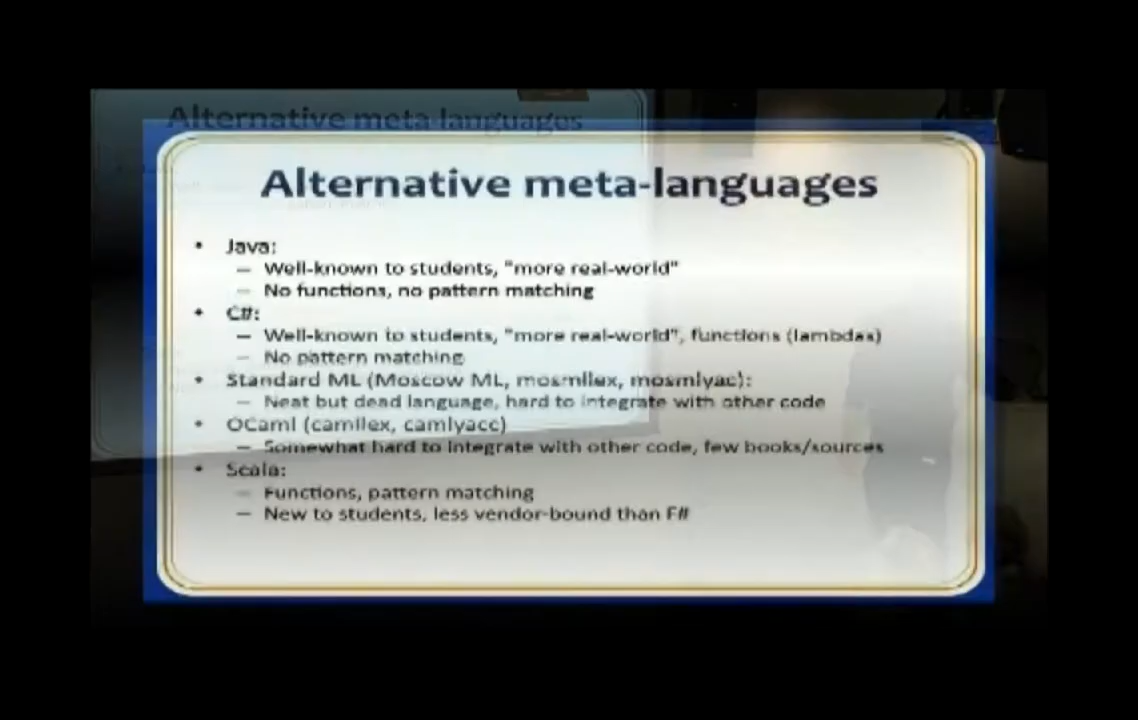 Alternative meta-languages
Alternative meta-languages
• Java:
– Well-known to students, "more real-world"
– No functions, no pattern matching
• C#:
– Well-known to students, "more real-world", functions (lambdas)
– No pattern matching
• Standard ML (Moscow ML, mosmllex, mosmlyac):
– Neat but dead language, hard to integrate with other code
• OCaml (camllex, camlyacc)
– Somewhat hard to integrate with other code, few books/sources
• Scala:
– Functions, pattern matching
– New to students, less vendor-bound than F#